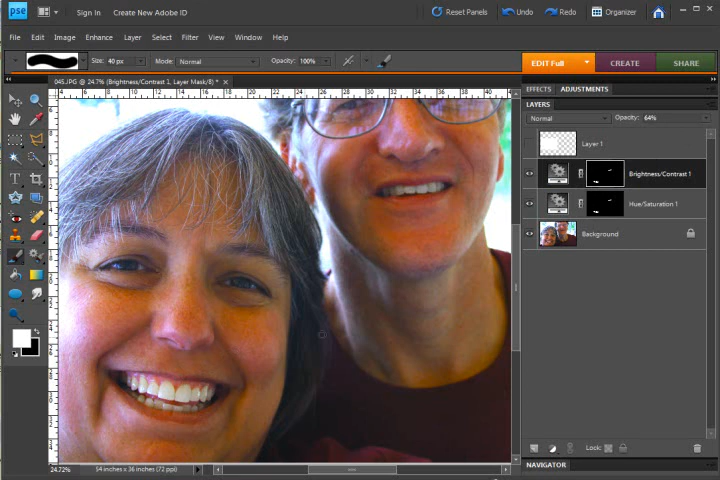 pse Sign In Create New Adobe ID Reset Panels Undo Redo Organizer
File Edit Image Enhance Layer Select Filter View Window Help
Size: 40 px Mode: Normal Opacity: 100% EDIT Full CREATE SHARE
045.JPG @ 24.7% (Brightness/Contrast 1, Layer Mask/8) * ×
EFFECTS ADJUSTMENTS
LAYERS
Normal Opacity: 64%
Layer 1
Brightness/Contrast 1
Hue/Saturation 1
Background
Lock:
24.72% 54 inches x 36 inches (72 ppi)
NAVIGATOR